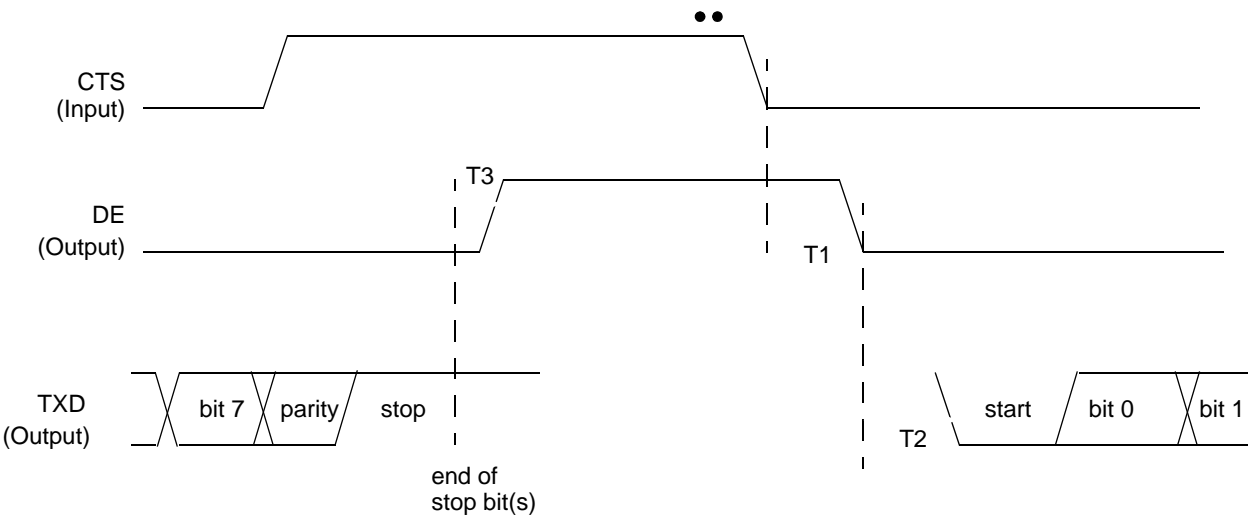 CTS
(Input)
T3
DE
(Output)
T1
TXD
(Output)
bit 7
parity
stop
T2
start
bit 0
bit 1
end of
stop bit(s)